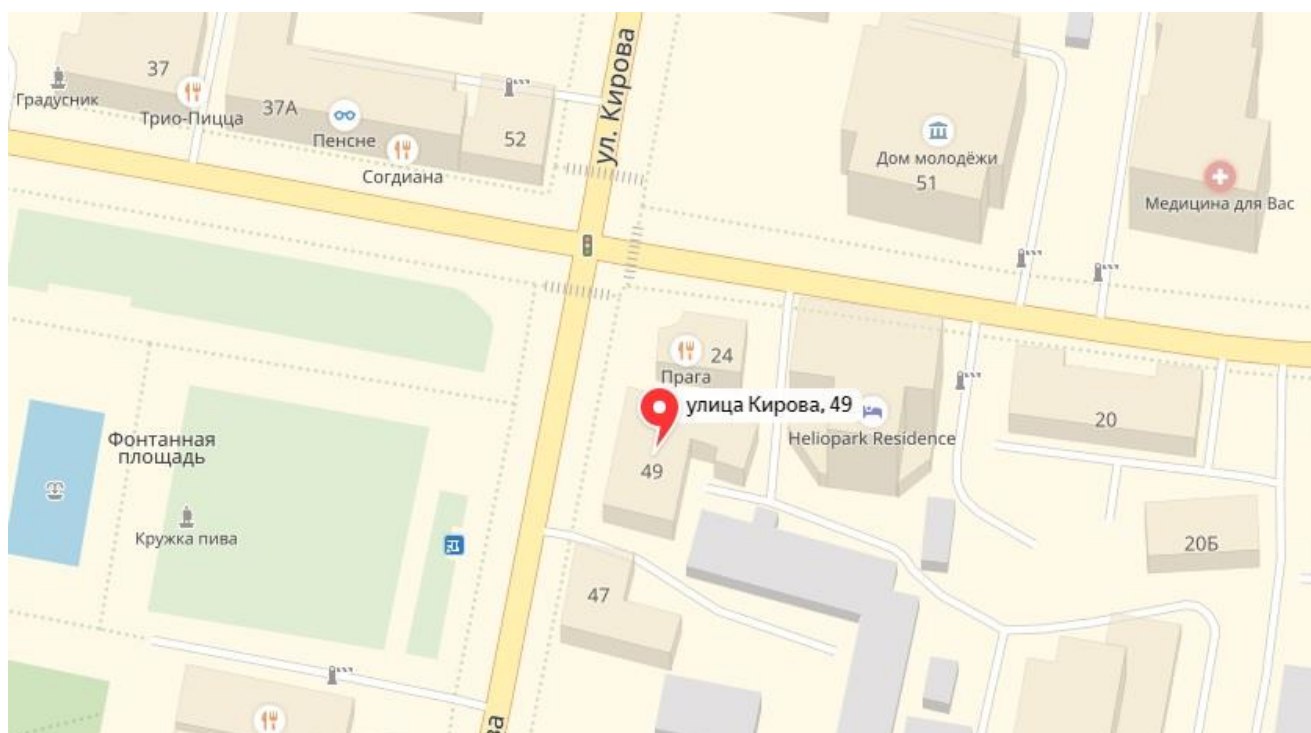 ул. Кирова
37
Градусник
Трио-Пицца
37А
Пенсне
Согдиана
52
Дом молодёжи
51
Медицина для Вас
24
Прага
улица Кирова, 49
Heliopark Residence
20
Фонтанная
площадь
49
Кружка пива
20Б
47
ва